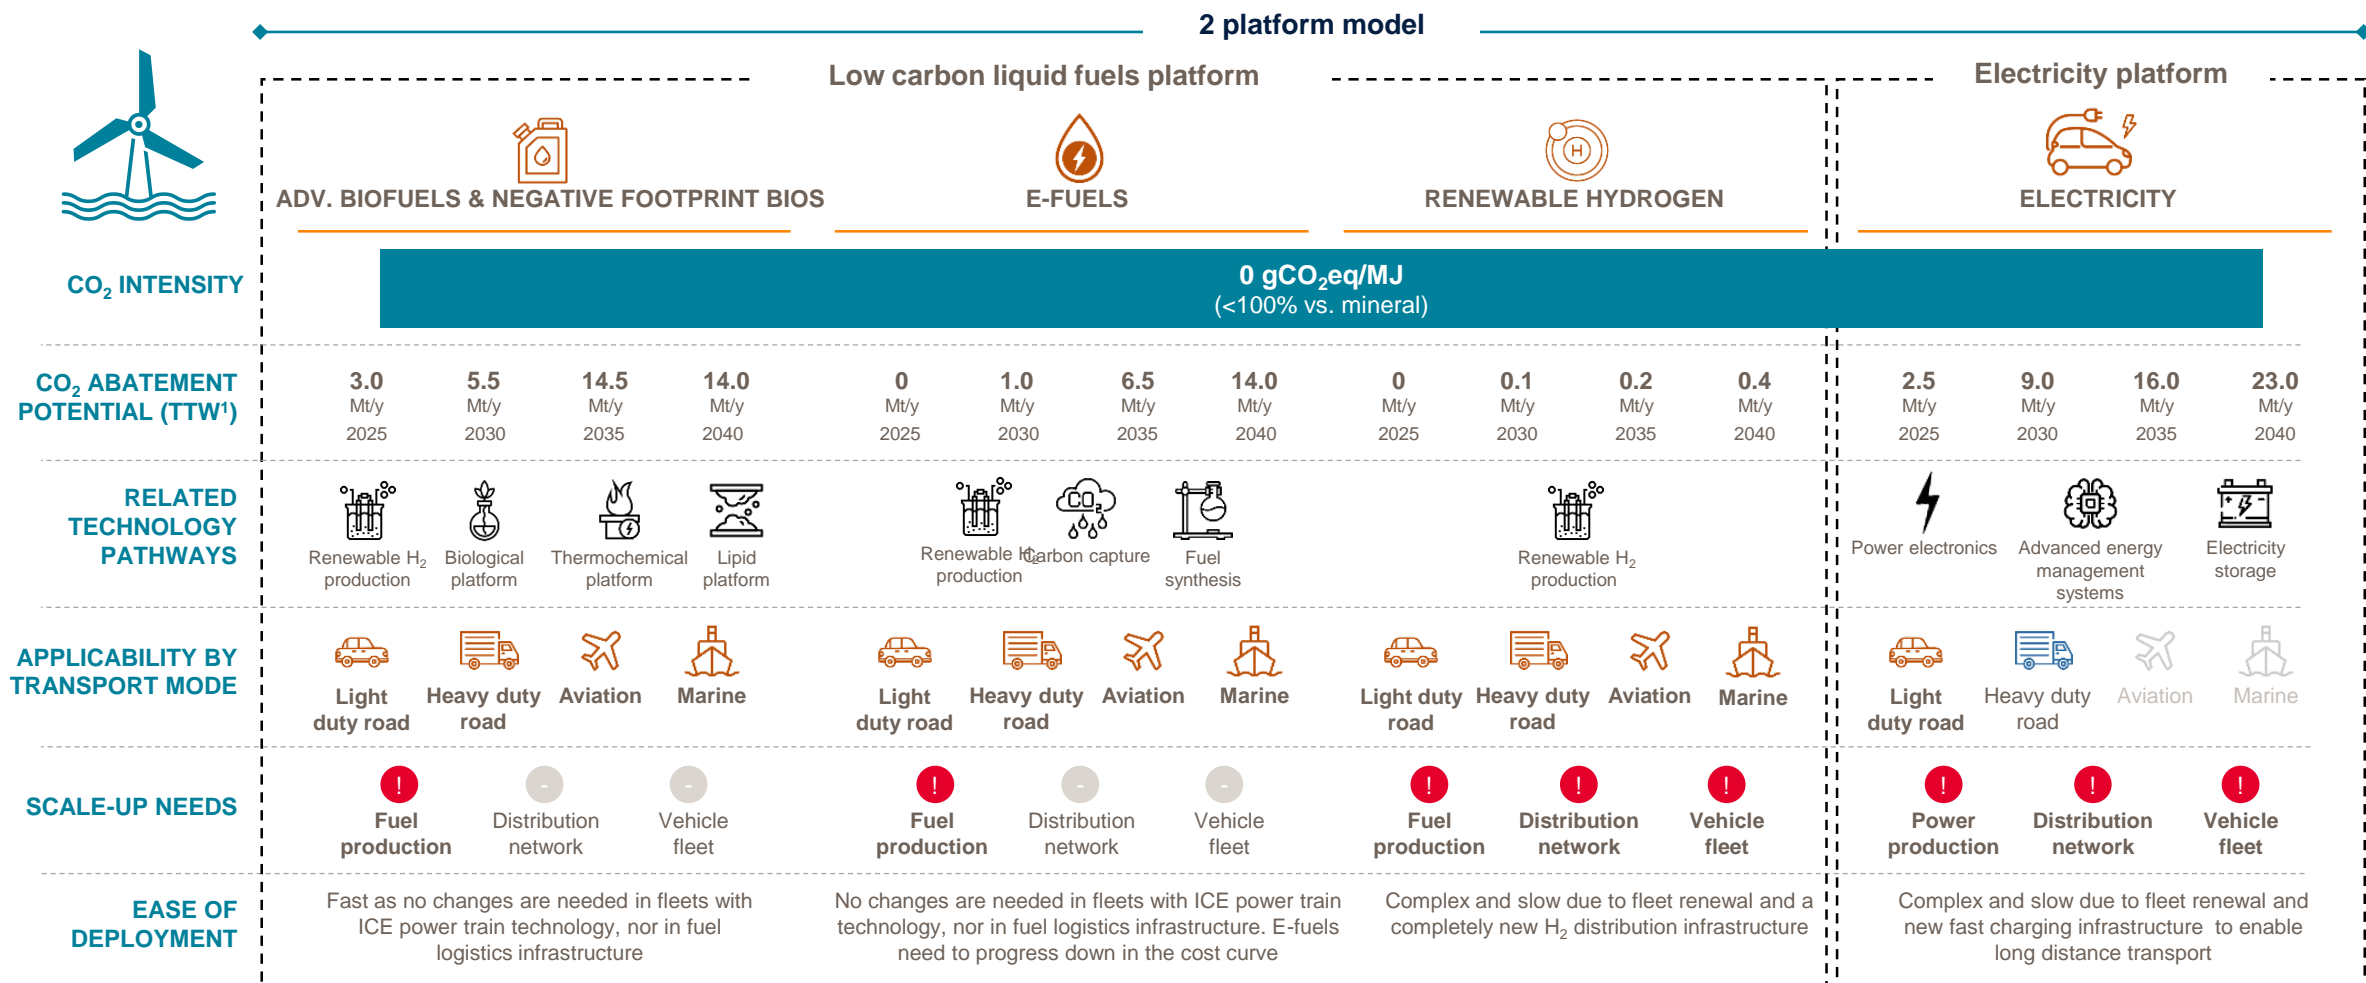 2 platform model
Low carbon liquid fuels platform
Electricity platform
ADV. BIOFUELS & NEGATIVE FOOTPRINT BIOS
E-FUELS
H
RENEWABLE HYDROGEN
ELECTRICITY
CO₂ INTENSITY
0 gCO₂eq/MJ
(<100% vs. mineral)
CO₂ ABATEMENT
POTENTIAL (TTW¹)
3.0 5.5 14.5 14.0 0 1.0 6.5 14.0 0 0.1 0.2 0.4 2.5 9.0 16.0 23.0
Mt/y Mt/y Mt/y Mt/y Mt/y Mt/y Mt/y Mt/y Mt/y Mt/y Mt/y Mt/y Mt/y Mt/y Mt/y Mt/y
2025 2030 2035 2040 2025 2030 2035 2040 2025 2030 2035 2040 2025 2030 2035 2040
RELATED
TECHNOLOGY
PATHWAYS
Renewable H₂
production
Biological
platform
Thermochemical
platform
Lipid
platform
Renewable H₂
production
CO₂
Carbon capture
Fuel
synthesis
Renewable H₂
production
Power electronics
Advanced energy
management
systems
Electricity
storage
APPLICABILITY BY
TRANSPORT MODE
Light
duty road
Heavy duty
road
Aviation
Marine
Light
duty road
Heavy duty
road
Aviation
Marine
Light duty
road
Heavy duty
road
Aviation
Marine
Light
duty road
Heavy duty
road
Aviation
Marine
SCALE-UP NEEDS
! - - ! - - ! ! ! ! ! !
Fuel
production
Distribution
network
Vehicle
fleet
Fuel
production
Distribution
network
Vehicle
fleet
Fuel
production
Distribution
network
Vehicle
fleet
Power
production
Distribution
network
Vehicle
fleet
EASE OF
DEPLOYMENT
Fast as no changes are needed in fleets with
ICE power train technology, nor in fuel
logistics infrastructure
No changes are needed in fleets with ICE power train
technology, nor in fuel logistics infrastructure. E-fuels
need to progress down in the cost curve
Complex and slow due to fleet renewal and a
completely new H₂ distribution infrastructure
Complex and slow due to fleet renewal and
new fast charging infrastructure to enable
long distance transport